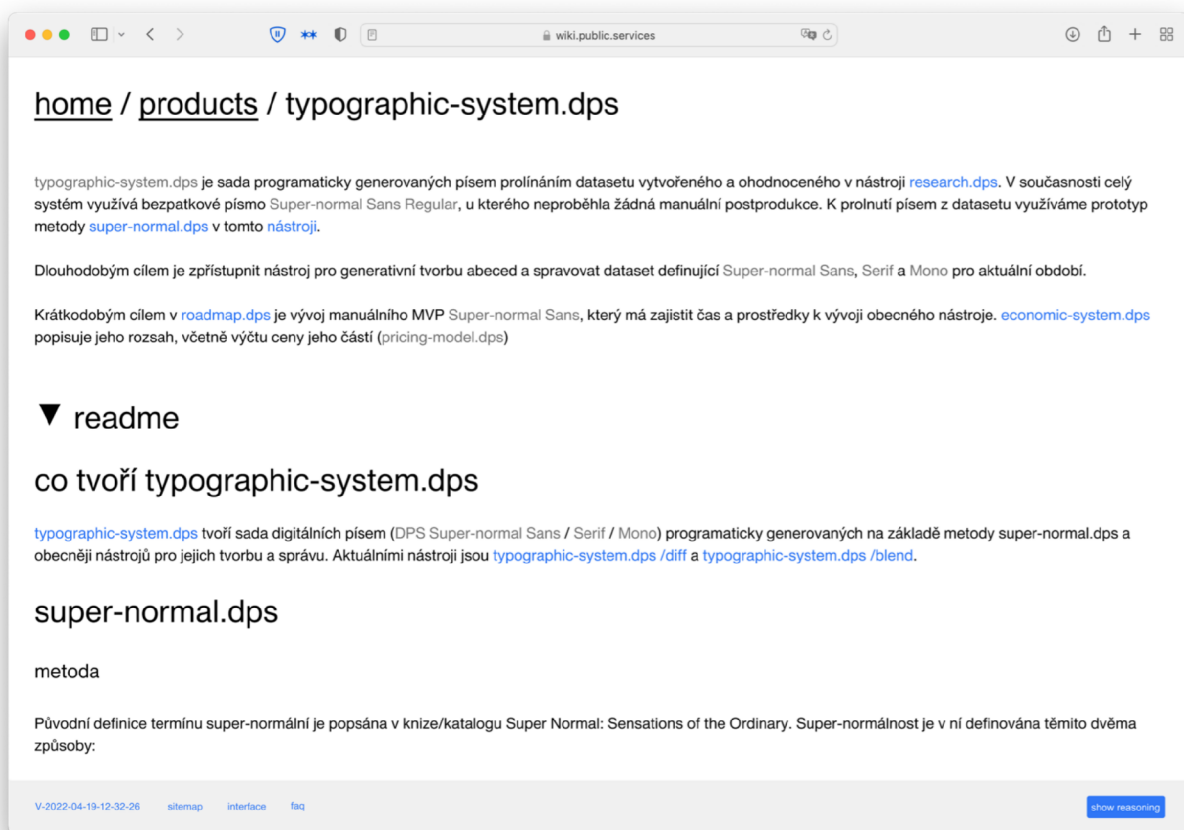 wiki.public.services
home / products / typographic-system.dps
typographic-system.dps je sada programaticky generovaných písem prolínáním datasetu vytvořeného a ohodnoceného v nástroji research.dps. V současnosti celý
systém využívá bezpatkové písmo Super-normal Sans Regular, u kterého neproběhla žádná manuální postprodukce. K prolnutí písem z datasetu využíváme prototyp
metody super-normal.dps v tomto nástroji.
Dlouhodobým cílem je zpřístupnit nástroj pro generativní tvorbu abeced a spravovat dataset definující Super-normal Sans, Serif a Mono pro aktuální období.
Krátkodobým cílem v roadmap.dps je vývoj manuálního MVP Super-normal Sans, který má zajistit čas a prostředky k vývoji obecného nástroje. economic-system.dps
popisuje jeho rozsah, včetně výčtu ceny jeho částí (pricing-model.dps)
▼ readme
co tvoří typographic-system.dps
typographic-system.dps tvoří sada digitálních písem (DPS Super-normal Sans / Serif / Mono) programaticky generovaných na základě metody super-normal.dps a
obecněji nástrojů pro jejich tvorbu a správu. Aktuálními nástroji jsou typographic-system.dps /diff a typographic-system.dps /blend.
super-normal.dps
metoda
Původní definice termínu super-normální je popsána v knize/katalogu Super Normal: Sensations of the Ordinary. Super-normálnost je v ní definována těmito dvěma
způsoby:
V-2022-04-19-12-32-26 sitemap interface faq show reasoning